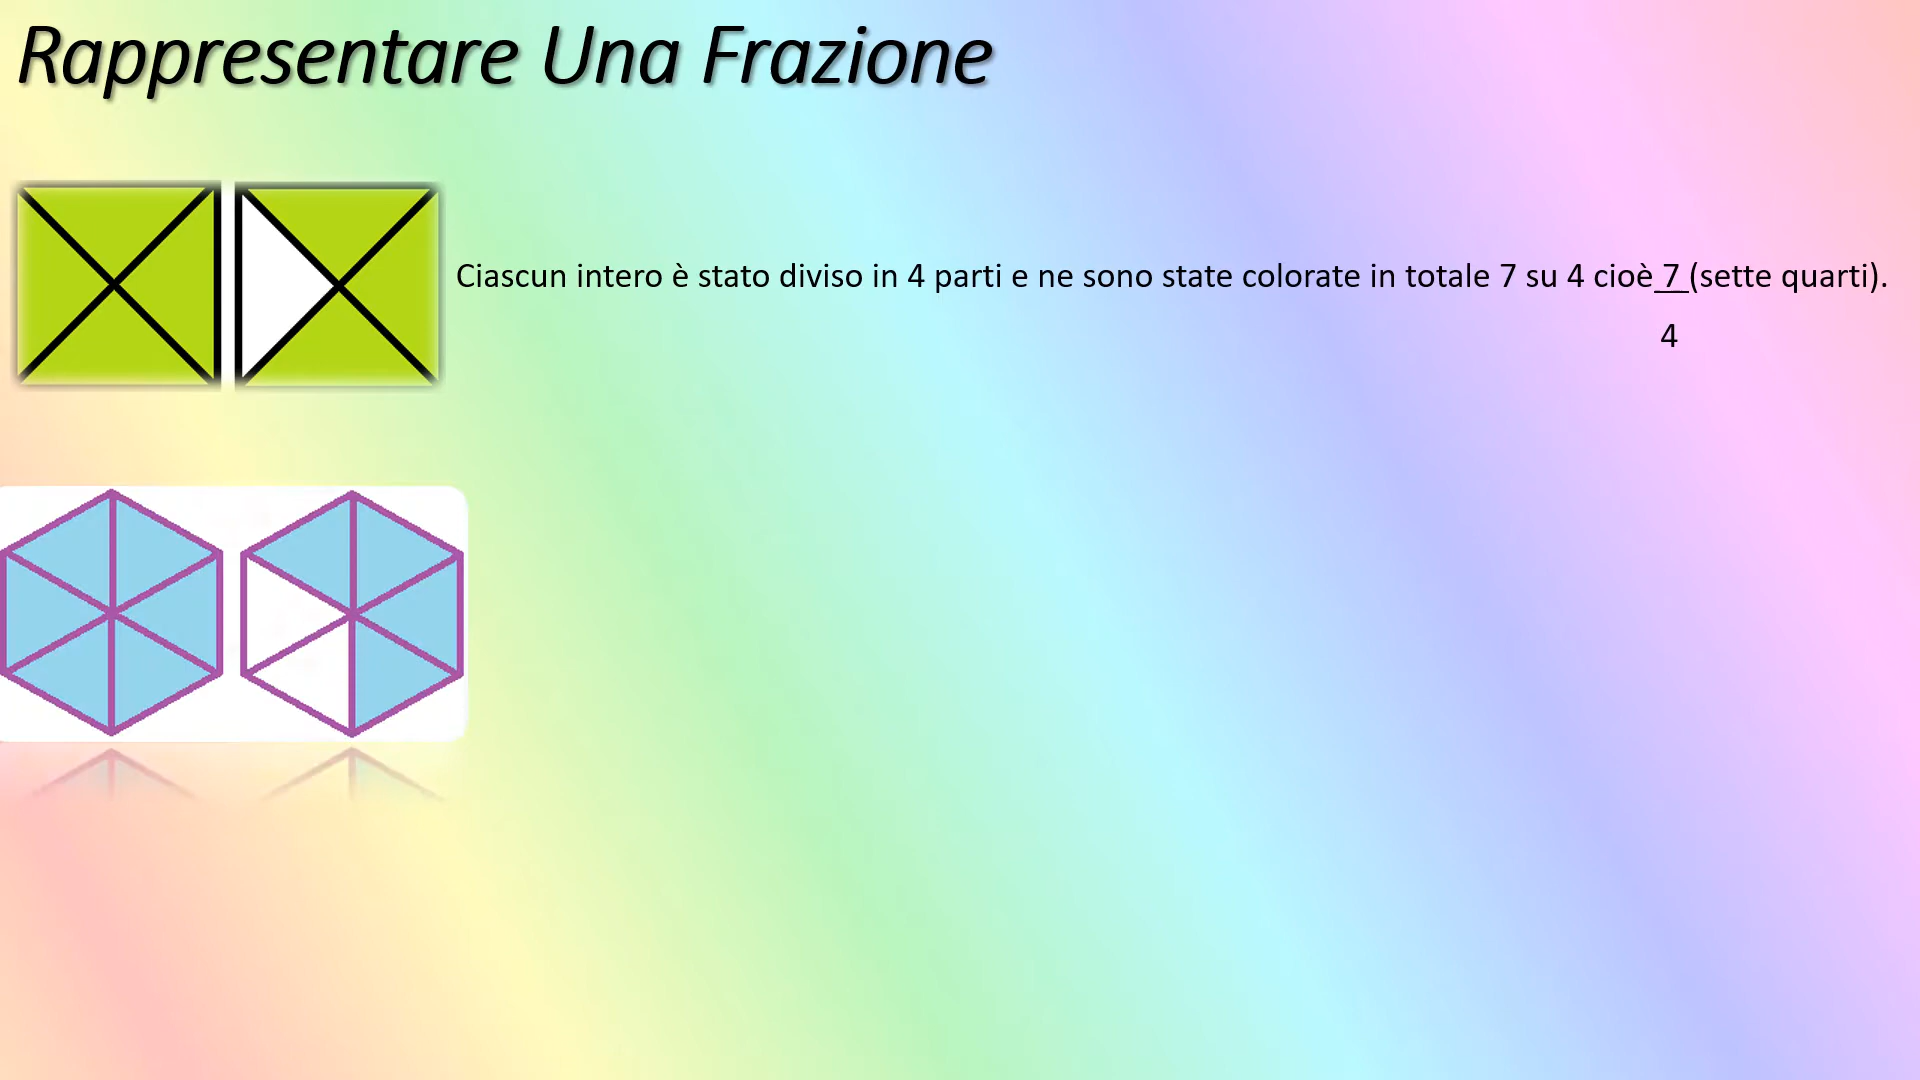 Rappresentare Una Frazione
Ciascun intero è stato diviso in 4 parti e ne sono state colorate in totale 7 su 4 cioè 7 (sette quarti).
4